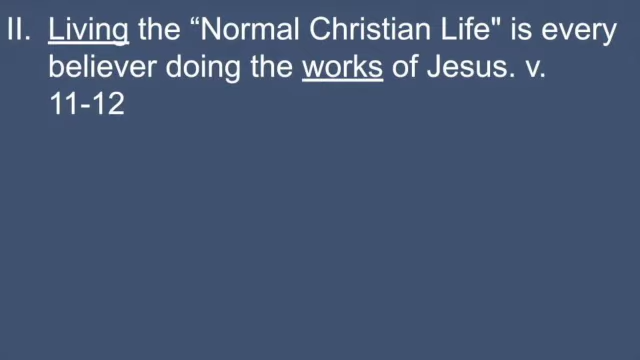 II. Living the “Normal Christian Life" is every
believer doing the works of Jesus. v.
11-12